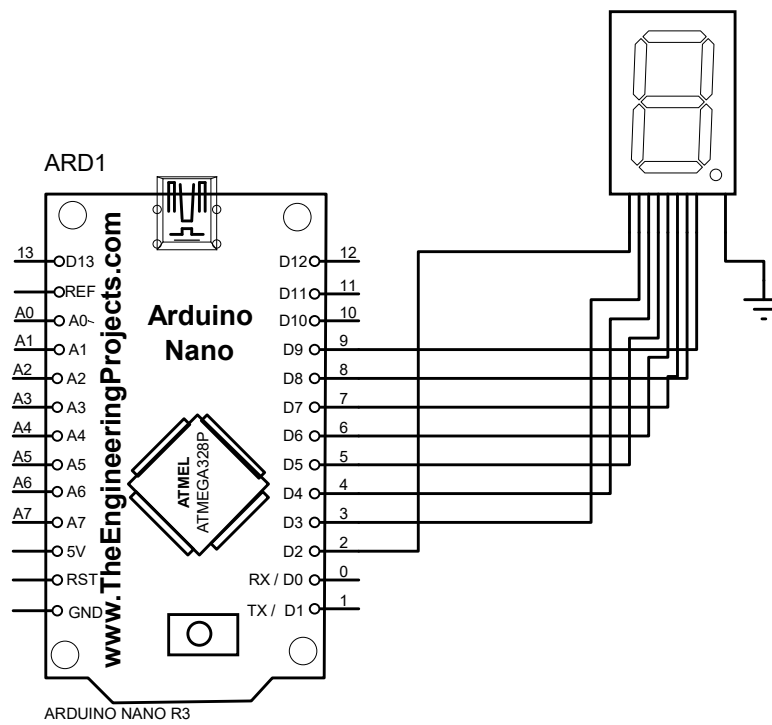 ARD1
www.TheEngineeringProjects.com
Arduino
Nano
ATMEL
ATMEGA328P
13 D13
REF
A0 A0~
A1 A1
A2 A2
A3 A3
A4 A4
A5 A5
A6 A6
A7 A7
5V
RST
GND
D12 12
D11 11
D10 10
D9 9
D8 8
D7 7
D6 6
D5 5
D4 4
D3 3
D2 2
RX / D0 0
TX / D1 1
ARDUINO NANO R3